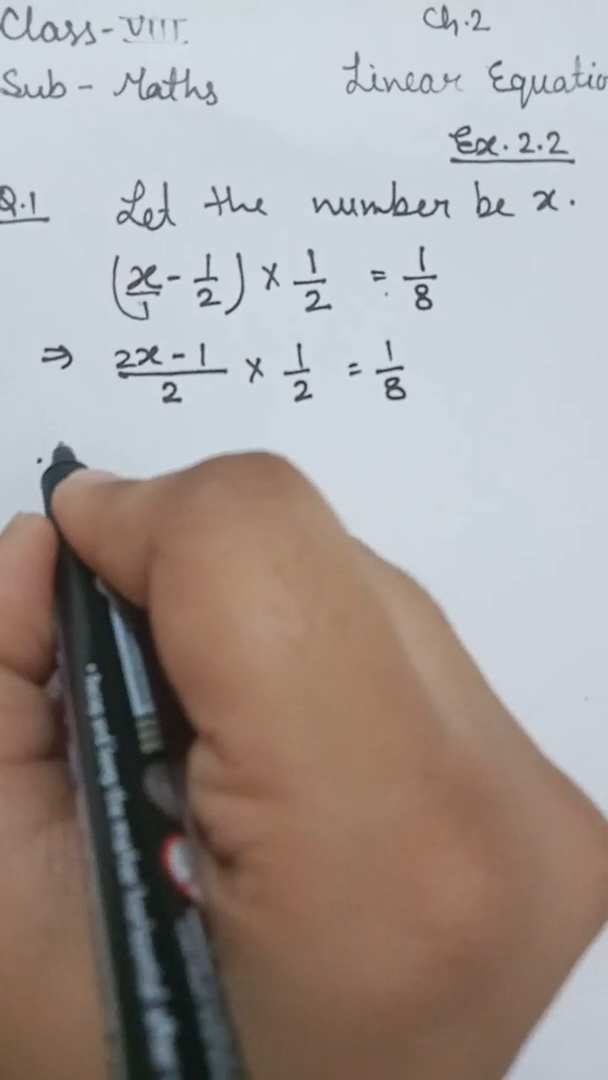 Class-VIII
Ch.2
Sub - Maths
Linear Equatio
Ex. 2.2
Q.1 Let the number be x.
(x/1 - 1/2) × 1/2 = 1/8
⇒ 2x - 1/2 × 1/2 = 1/8